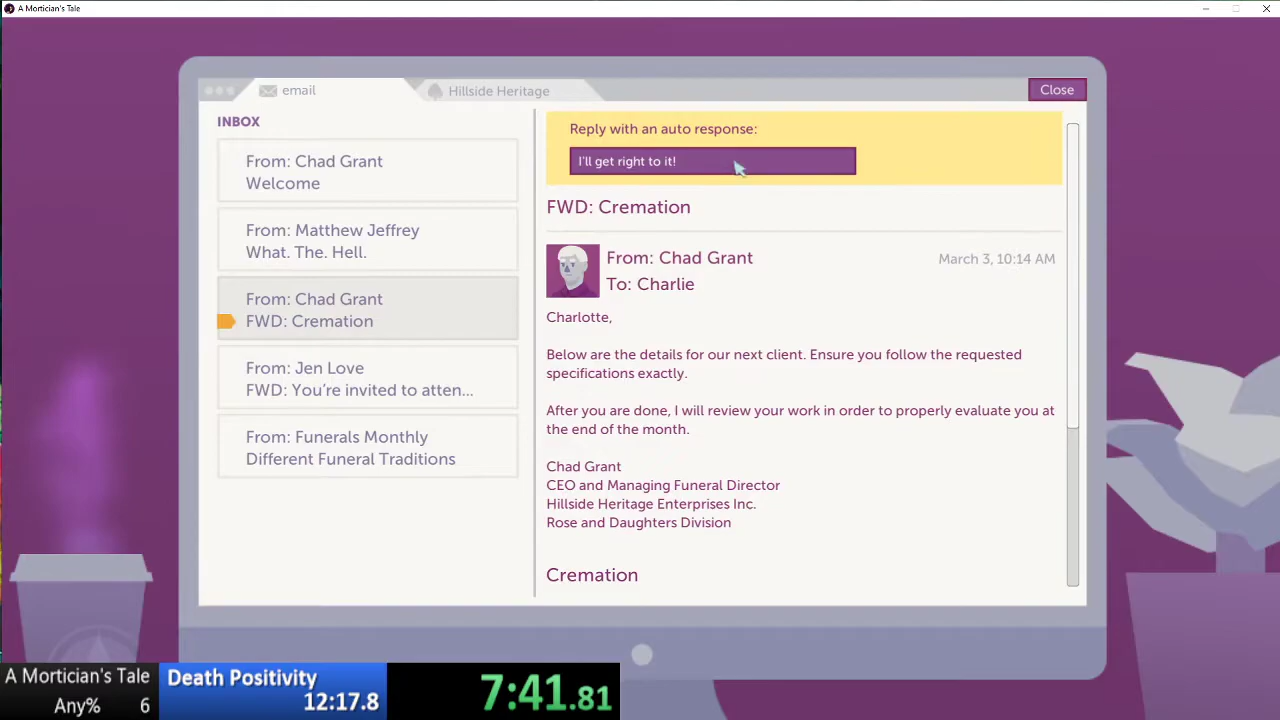 A Mortician's Tale
email
Hillside Heritage
Close
INBOX
From: Chad Grant
Welcome
From: Matthew Jeffrey
What. The. Hell.
From: Chad Grant
FWD: Cremation
From: Jen Love
FWD: You're invited to atten...
From: Funerals Monthly
Different Funeral Traditions
Reply with an auto response:
I'll get right to it!
FWD: Cremation
From: Chad Grant
March 3, 10:14 AM
To: Charlie
Charlotte,
Below are the details for our next client. Ensure you follow the requested
specifications exactly.
After you are done, I will review your work in order to properly evaluate you at
the end of the month.
Chad Grant
CEO and Managing Funeral Director
Hillside Heritage Enterprises Inc.
Rose and Daughters Division
Cremation
A Mortician's Tale
Any% 6
Death Positivity
12:17.8
7:41.81